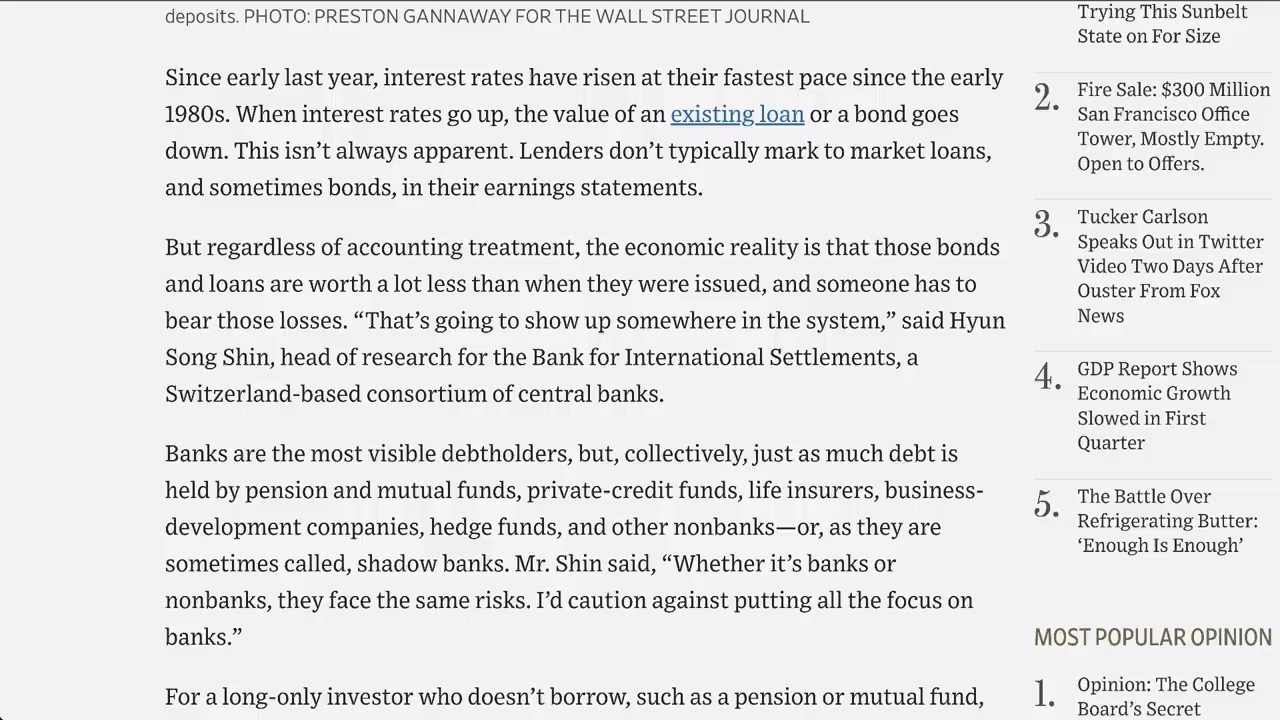 deposits. PHOTO: PRESTON GANNAWAY FOR THE WALL STREET JOURNAL
Since early last year, interest rates have risen at their fastest pace since the early
1980s. When interest rates go up, the value of an existing loan or a bond goes
down. This isn’t always apparent. Lenders don’t typically mark to market loans,
and sometimes bonds, in their earnings statements.
But regardless of accounting treatment, the economic reality is that those bonds
and loans are worth a lot less than when they were issued, and someone has to
bear those losses. “That’s going to show up somewhere in the system,” said Hyun
Song Shin, head of research for the Bank for International Settlements, a
Switzerland-based consortium of central banks.
Banks are the most visible debtholders, but, collectively, just as much debt is
held by pension and mutual funds, private-credit funds, life insurers, business-
development companies, hedge funds, and other nonbanks—or, as they are
sometimes called, shadow banks. Mr. Shin said, “Whether it’s banks or
nonbanks, they face the same risks. I’d caution against putting all the focus on
banks.”
For a long-only investor who doesn’t borrow, such as a pension or mutual fund,
Trying This Sunbelt
State on For Size
2. Fire Sale: $300 Million
San Francisco Office
Tower, Mostly Empty.
Open to Offers.
3. Tucker Carlson
Speaks Out in Twitter
Video Two Days After
Ouster From Fox
News
4. GDP Report Shows
Economic Growth
Slowed in First
Quarter
5. The Battle Over
Refrigerating Butter:
‘Enough Is Enough’
MOST POPULAR OPINION
1. Opinion: The College
Board’s Secret